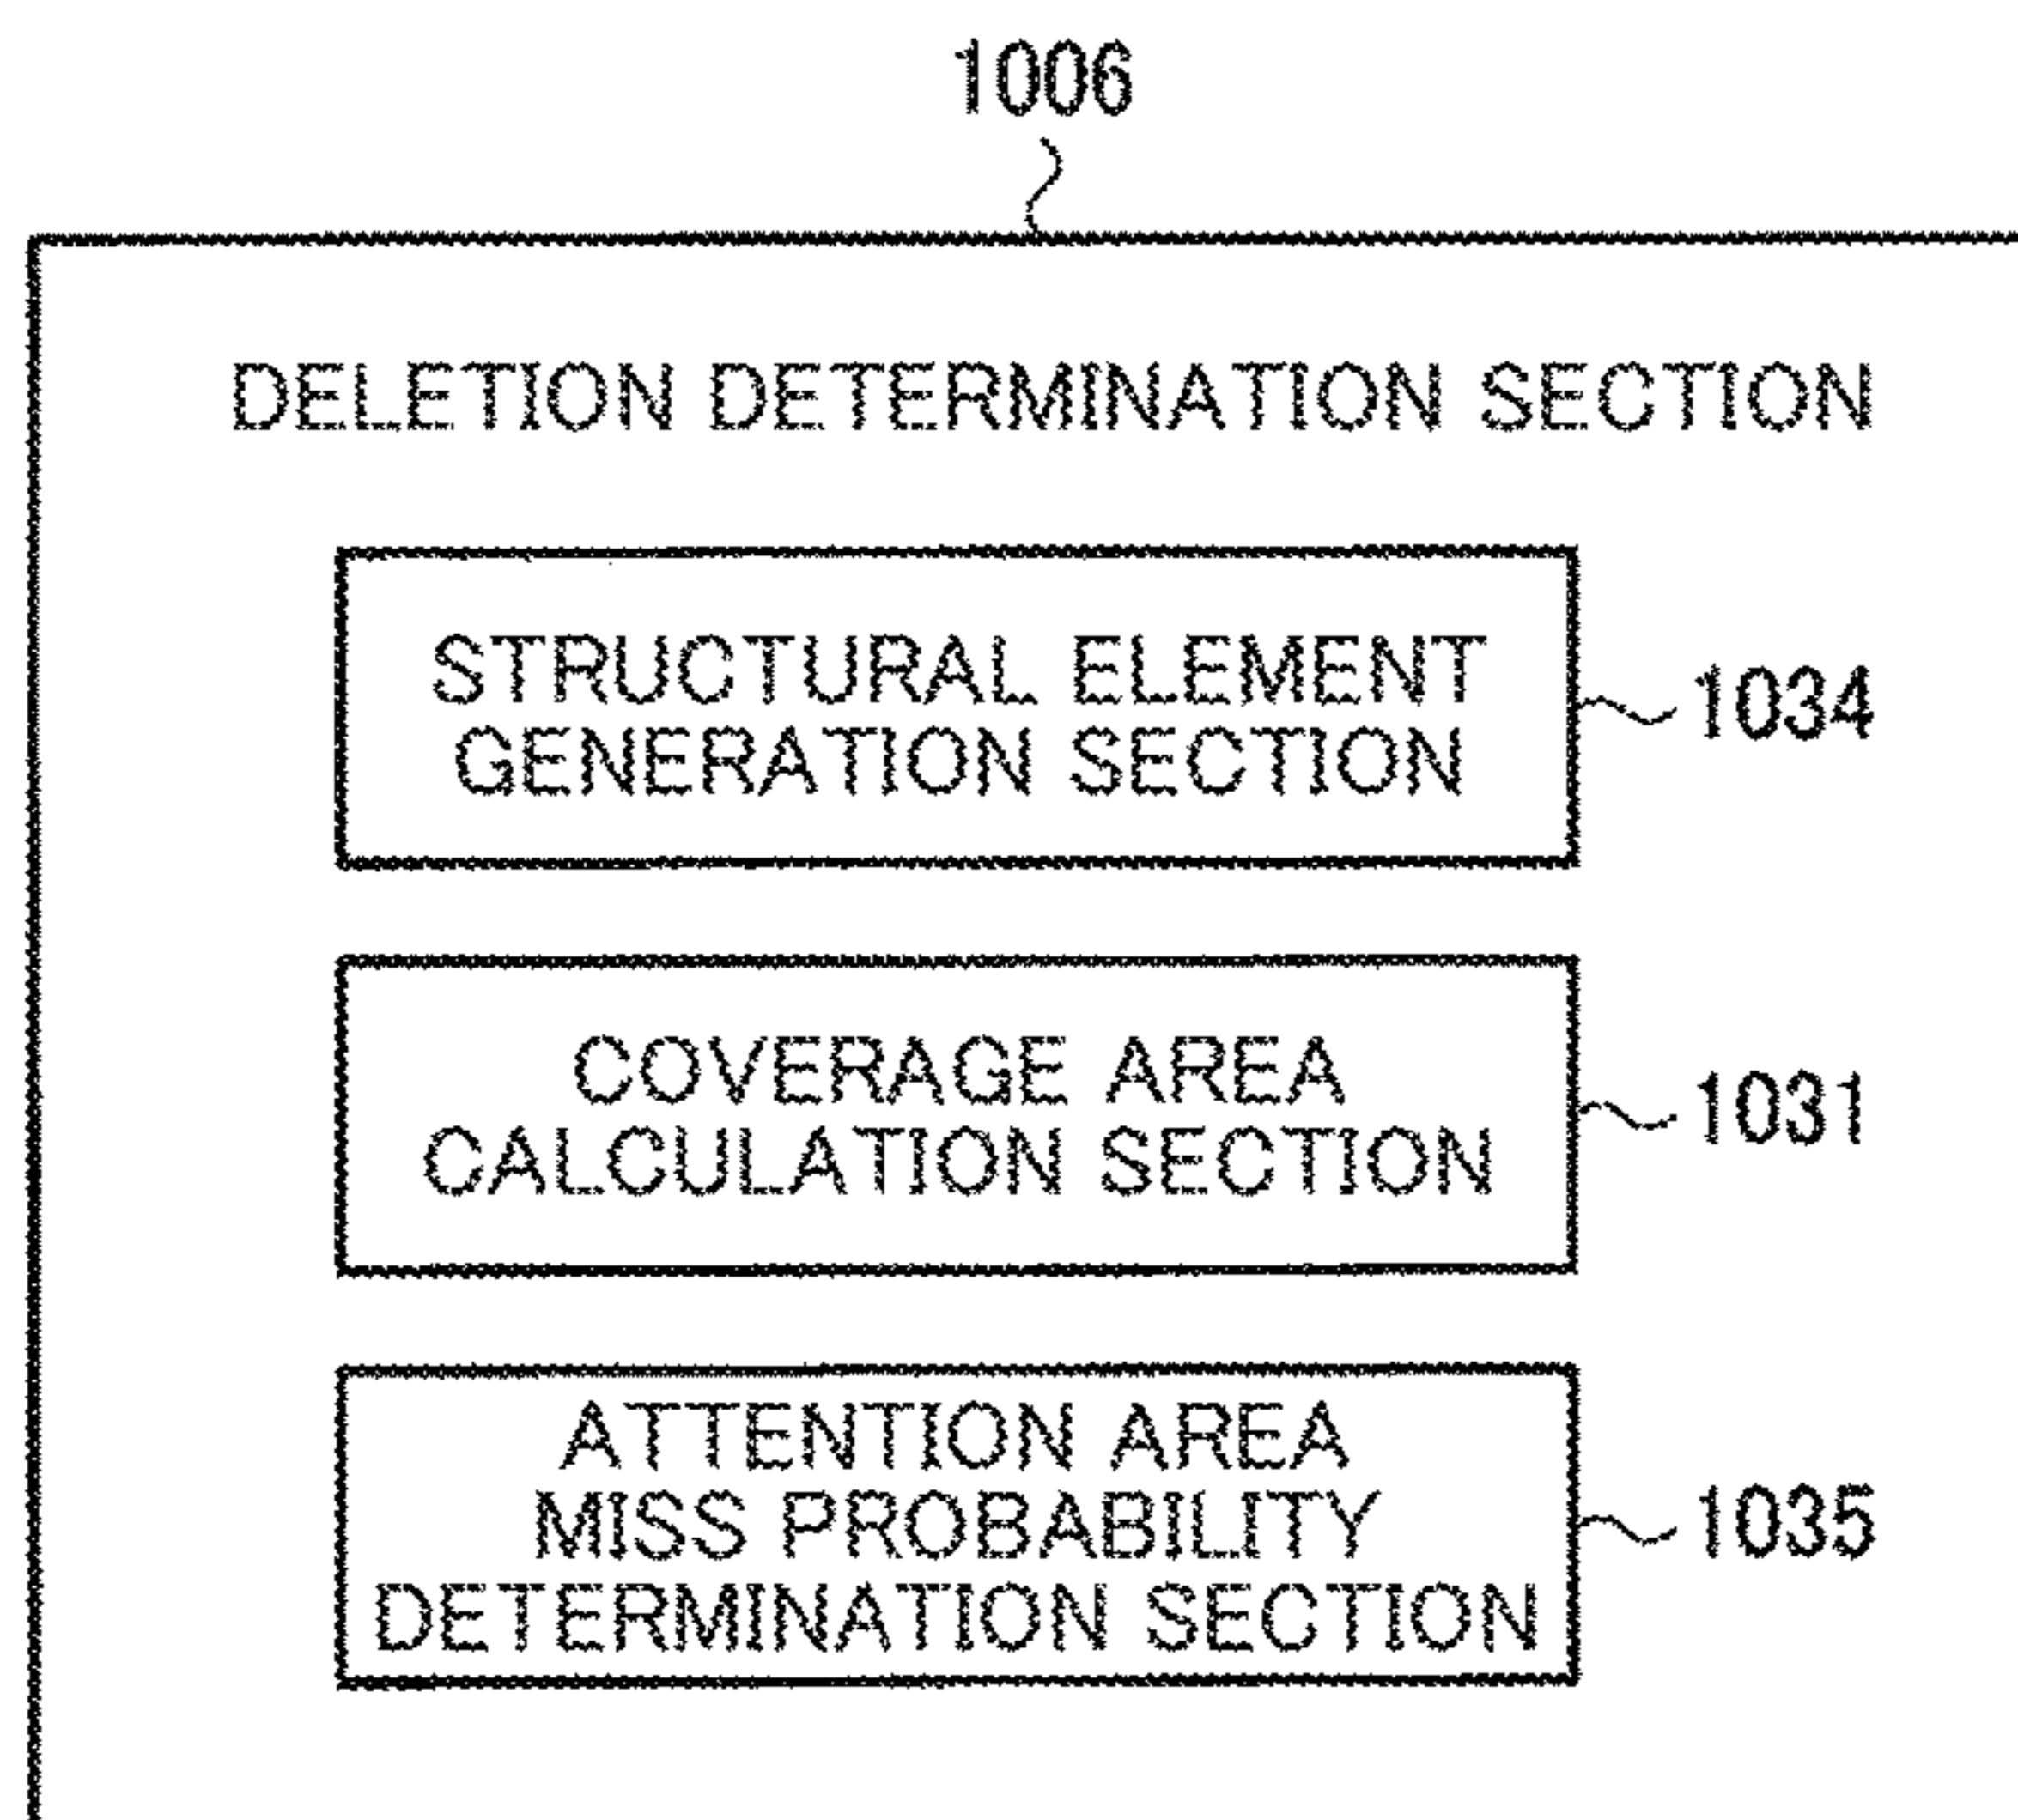 1006
DELETION DETERMINATION SECTION
STRUCTURAL ELEMENT
GENERATION SECTION
1034
COVERAGE AREA
CALCULATION SECTION
1031
ATTENTION AREA
MISS PROBABILITY
DETERMINATION SECTION
1035